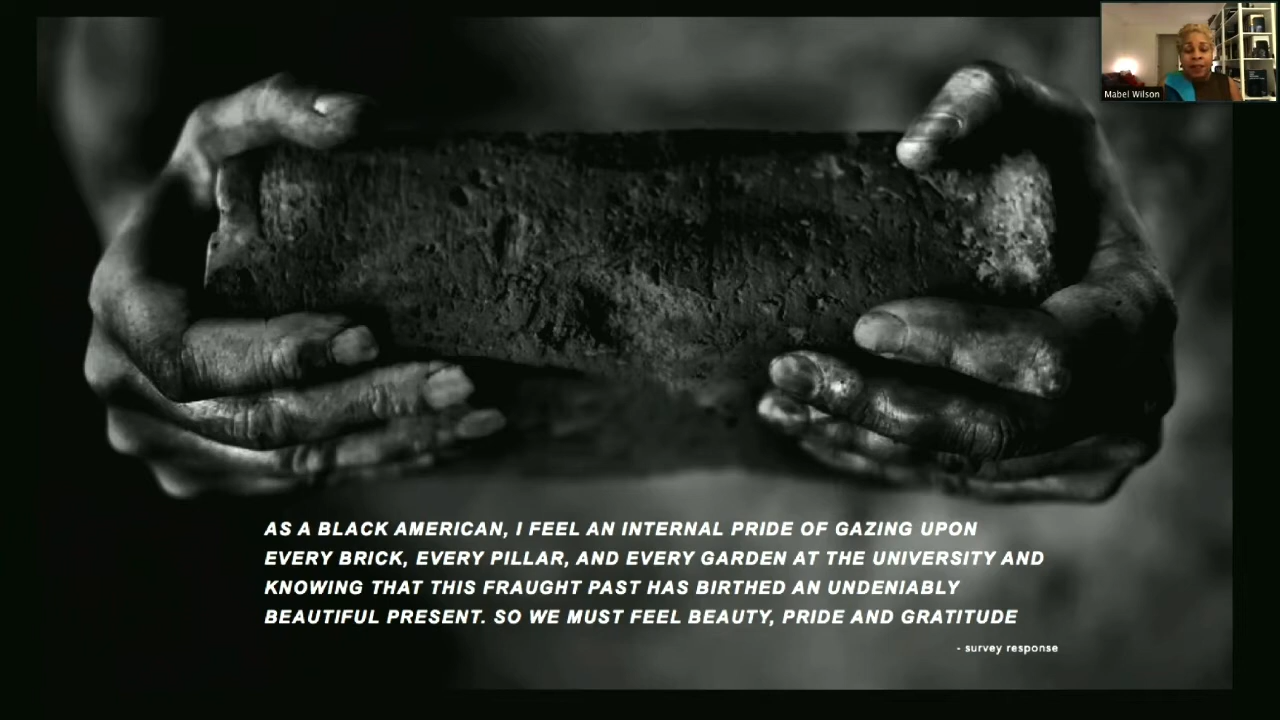 Mabel Wilson
AS A BLACK AMERICAN, I FEEL AN INTERNAL PRIDE OF GAZING UPON
EVERY BRICK, EVERY PILLAR, AND EVERY GARDEN AT THE UNIVERSITY AND
KNOWING THAT THIS FRAUGHT PAST HAS BIRTHED AN UNDENIABLY
BEAUTIFUL PRESENT. SO WE MUST FEEL BEAUTY, PRIDE AND GRATITUDE
- survey response